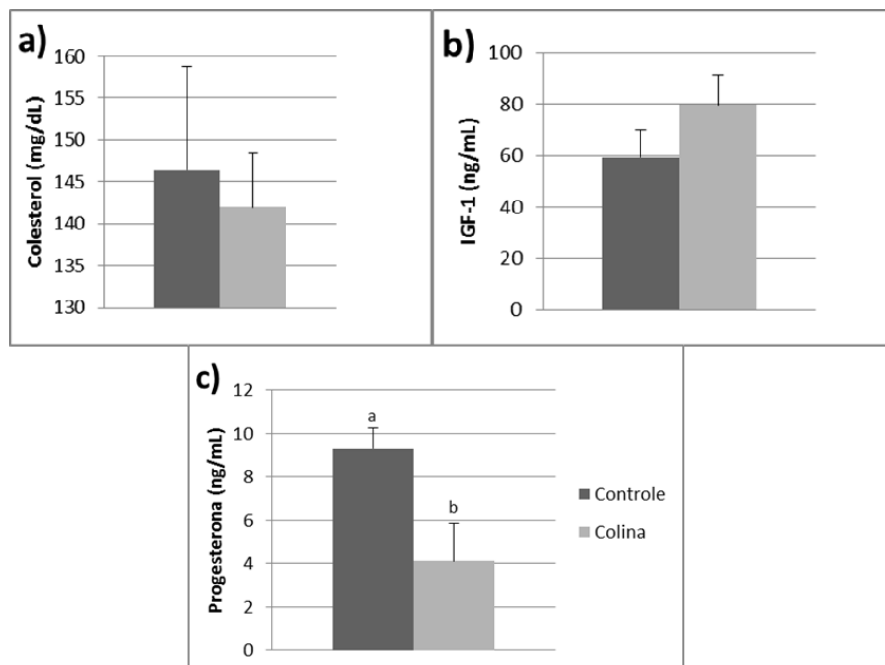 a)
Colesterol (mg/dL)
160
155
150
145
140
135
130
b)
IGF-1 (ng/mL)
100
80
60
40
20
0
c)
Progesterona (ng/mL)
12
10
8
6
4
2
0
a
b
Controle
Colina